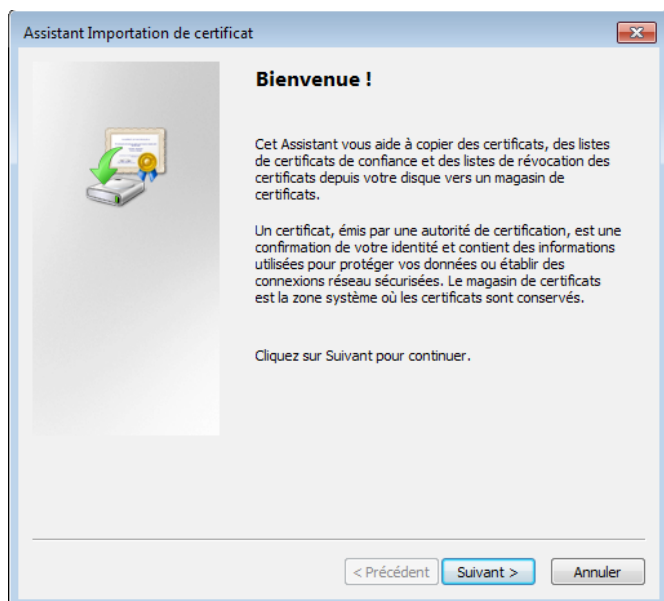 Assistant Importation de certificat
Bienvenue !
Cet Assistant vous aide à copier des certificats, des listes
de certificats de confiance et des listes de révocation des
certificats depuis votre disque vers un magasin de
certificats.
Un certificat, émis par une autorité de certification, est une
confirmation de votre identité et contient des informations
utilisées pour protéger vos données ou établir des
connexions réseau sécurisées. Le magasin de certificats
est la zone système où les certificats sont conservés.
Cliquez sur Suivant pour continuer.
< Précédent Suivant > Annuler